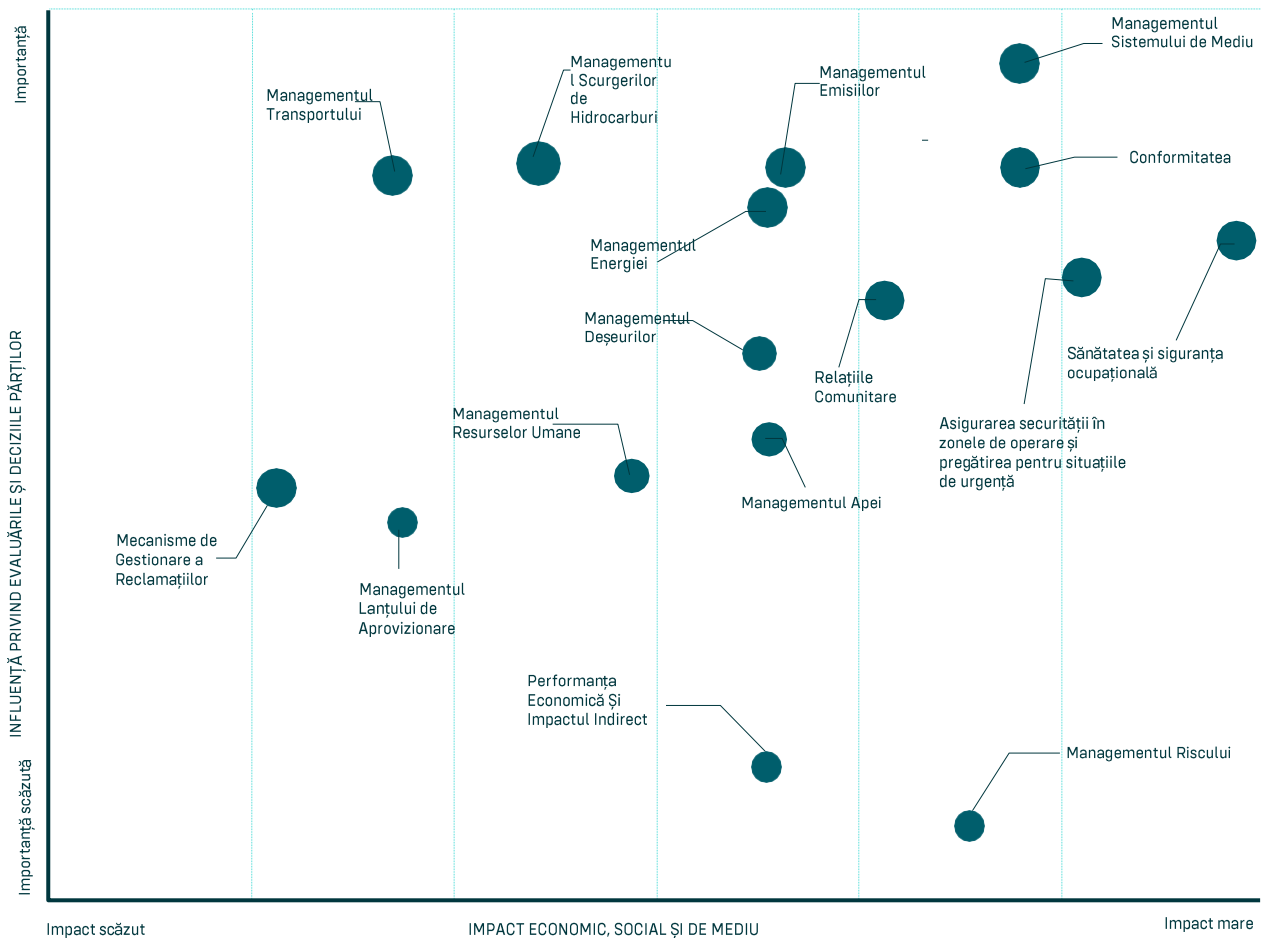 Importanță
INFLUENȚĂ PRIVIND EVALUĂRILE ȘI DECIZIILE PĂRȚILOR
Importanță scăzută
Managementul
Sistemului de Mediu
Managementu
l Scurgerilor
de
Hidrocarburi
Managementul
Emisiilor
Managementul
Transportului
Conformitatea
Managementul
Energiei
Managementul
Deșeurilor
Sănătatea și siguranța
ocupațională
Relațiile
Comunitare
Managementul
Resurselor Umane
Asigurarea securității în
zonele de operare și
pregătirea pentru situațiile
de urgență
Managementul Apei
Mecanisme de
Gestionare a
Reclamațiilor
Managementul
Lanțului de
Aprovizionare
Performanța
Economică Și
Impactul Indirect
Managementul Riscului
Impact scăzut
IMPACT ECONOMIC, SOCIAL ȘI DE MEDIU
Impact mare